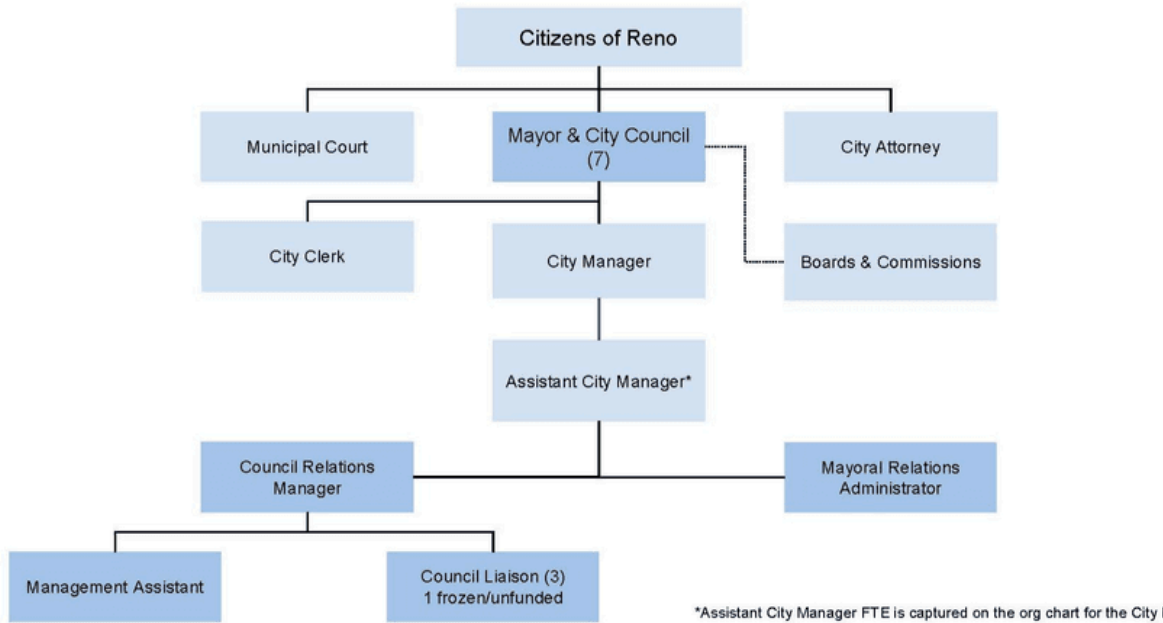 Citizens of Reno
Municipal Court
Mayor & City Council
(7)
City Attorney
City Clerk
City Manager
Boards & Commissions
Assistant City Manager*
Council Relations
Manager
Mayoral Relations
Administrator
Management Assistant
Council Liaison (3)
1 frozen/unfunded
*Assistant City Manager FTE is captured on the org chart for the City